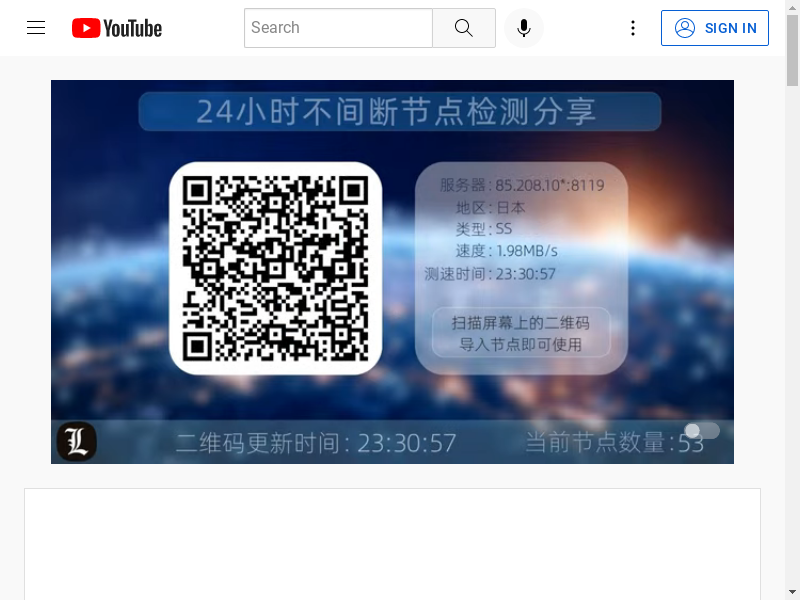 YouTube
Search
SIGN IN
24小时不间断节点检测分享
服务器: 85.208.10*:8119
地区: 日本
类型: SS
速度: 1.98MB/s
测速时间: 23:30:57
扫描屏幕上的二维码
导入节点即可使用
L
二维码更新时间: 23:30:57
当前节点数量:53